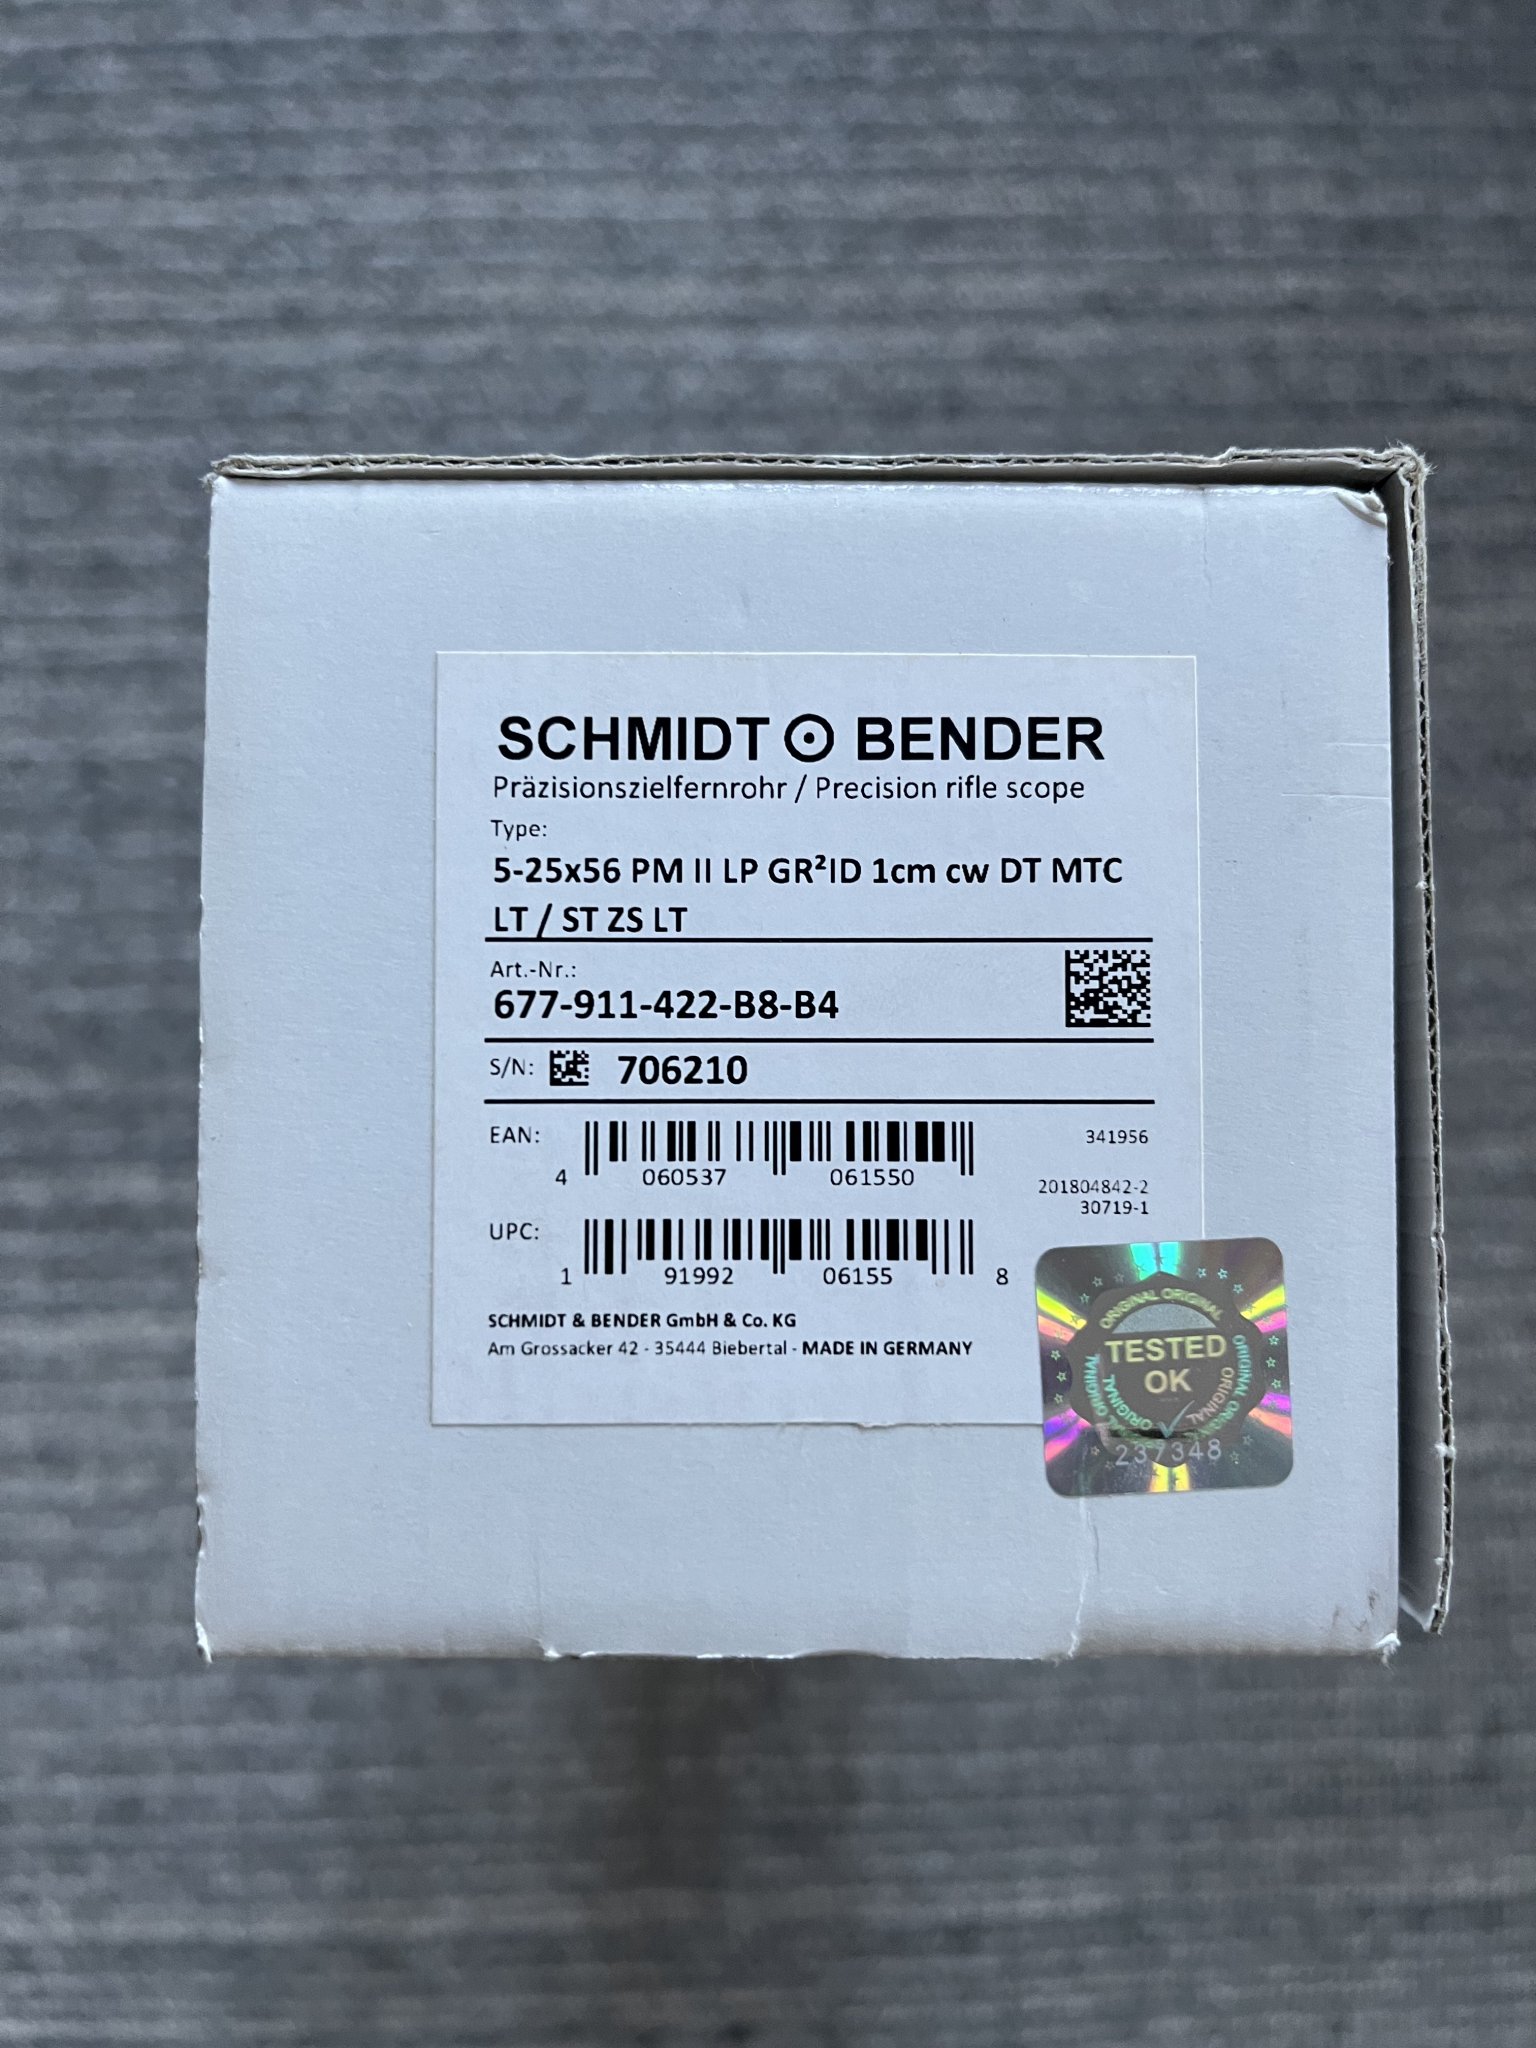 SCHMIDT BENDER
Präzisionszielfernrohr / Precision rifle scope
Type:
5-25x56 PM II LP GR²ID 1cm cw DT MTC
LT / ST ZS LT
Art.-Nr.:
677-911-422-B8-B4
S/N: 706210
EAN:
341956
4 060537 061550
201804842-2
30719-1
UPC:
1 91992 06155 8
SCHMIDT & BENDER GmbH & Co. KG
Am Grossacker 42 - 35444 Biebertal - MADE IN GERMANY
ORIGINAL ORIGINAL
TESTED
OK
ORIGINAL ORIGINAL
ORIGINAL
237348